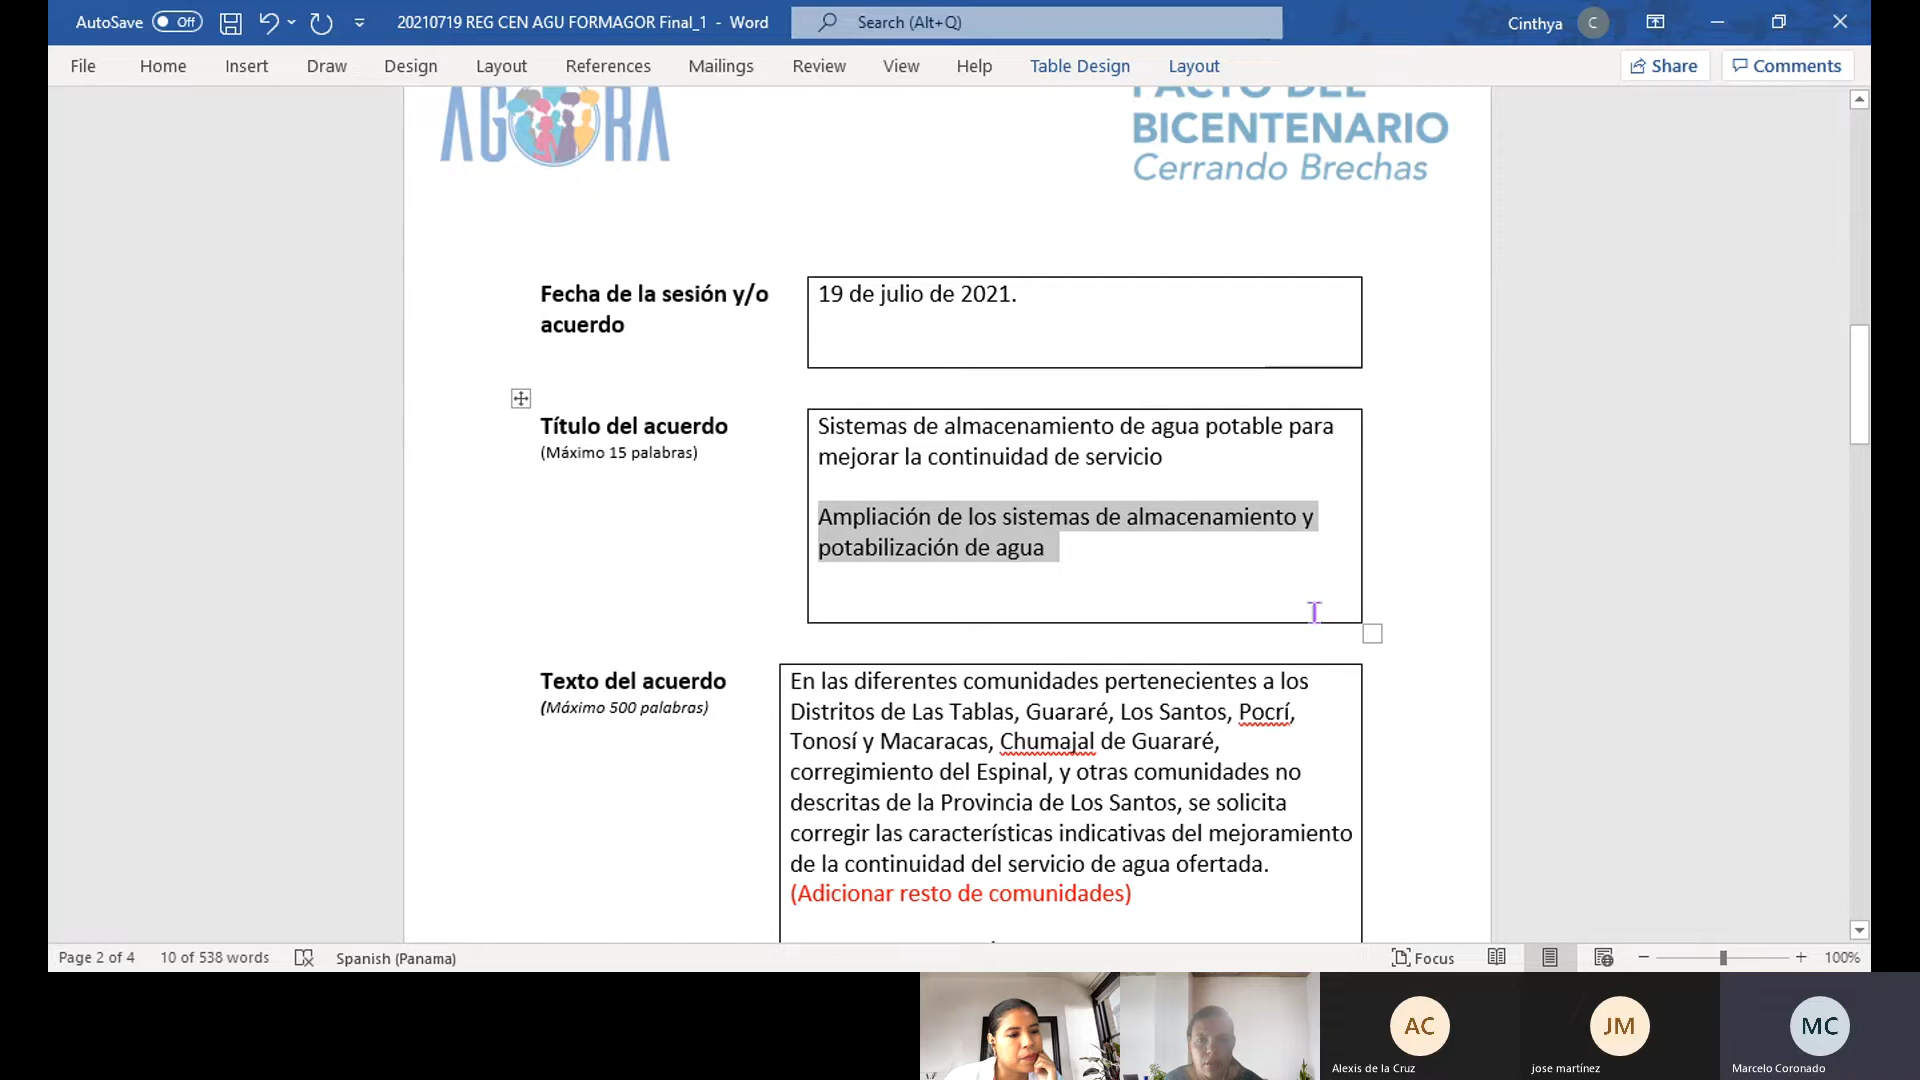 AutoSave Off 20210719 REG CEN AGU FORMAGOR Final_1 - Word Search (Alt+Q) Cinthya C
File Home Insert Draw Design Layout References Mailings Review View Help Table Design Layout Share Comments
AGORA
PACTO DEL
BICENTENARIO
Cerrando Brechas
Fecha de la sesión y/o
acuerdo
19 de julio de 2021.
Título del acuerdo
(Máximo 15 palabras)
Sistemas de almacenamiento de agua potable para
mejorar la continuidad de servicio
Ampliación de los sistemas de almacenamiento y
potabilización de agua
Texto del acuerdo
(Máximo 500 palabras)
En las diferentes comunidades pertenecientes a los
Distritos de Las Tablas, Guararé, Los Santos, Pocrí,
Tonosí y Macaracas, Chumajal de Guararé,
corregimiento del Espinal, y otras comunidades no
descritas de la Provincia de Los Santos, se solicita
corregir las características indicativas del mejoramiento
de la continuidad del servicio de agua ofertada.
(Adicionar resto de comunidades)
Page 2 of 4 10 of 538 words Spanish (Panama) Focus 100%
AC JM MC
Alexis de la Cruz jose martínez Marcelo Coronado